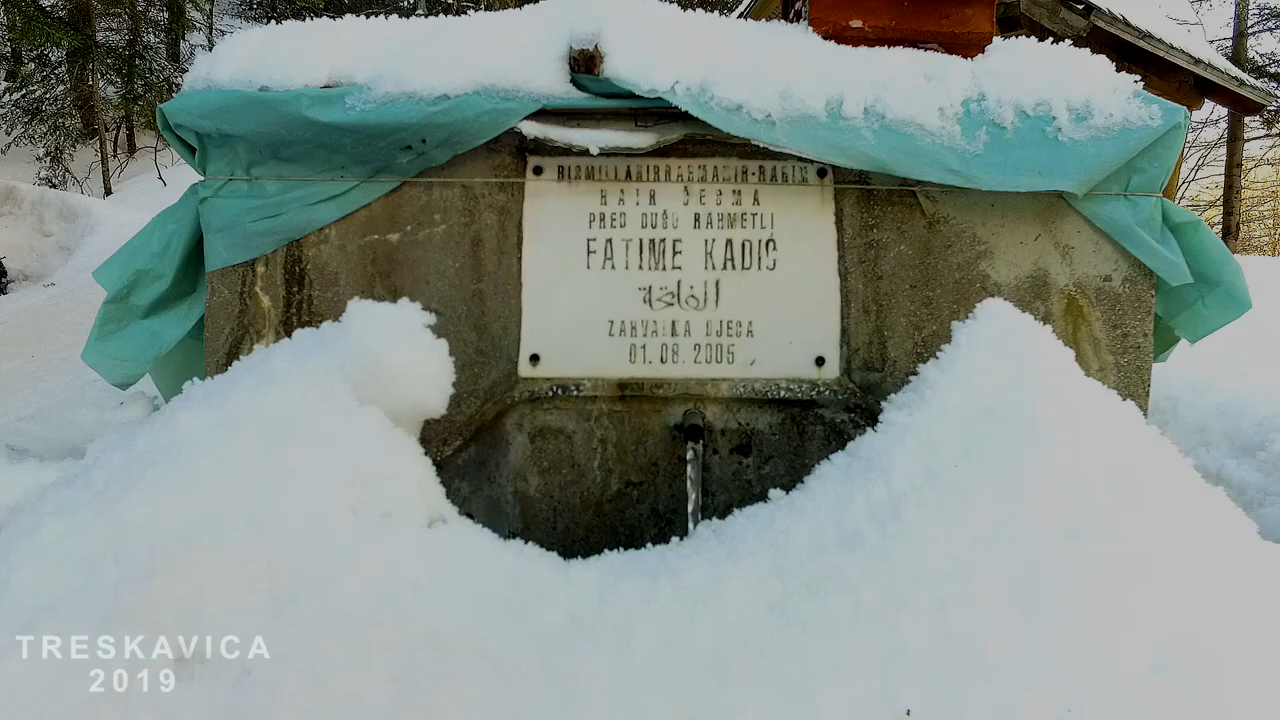 BISMILLAHIRRAHMANIR-RAHIM
HAIR ČESMA
PRED DUŠU RAHMETLI
FATIME KADIĆ
الفاتحة
ZAHVALNA DJECA
01. 08. 2005
TRESKAVICA
2019